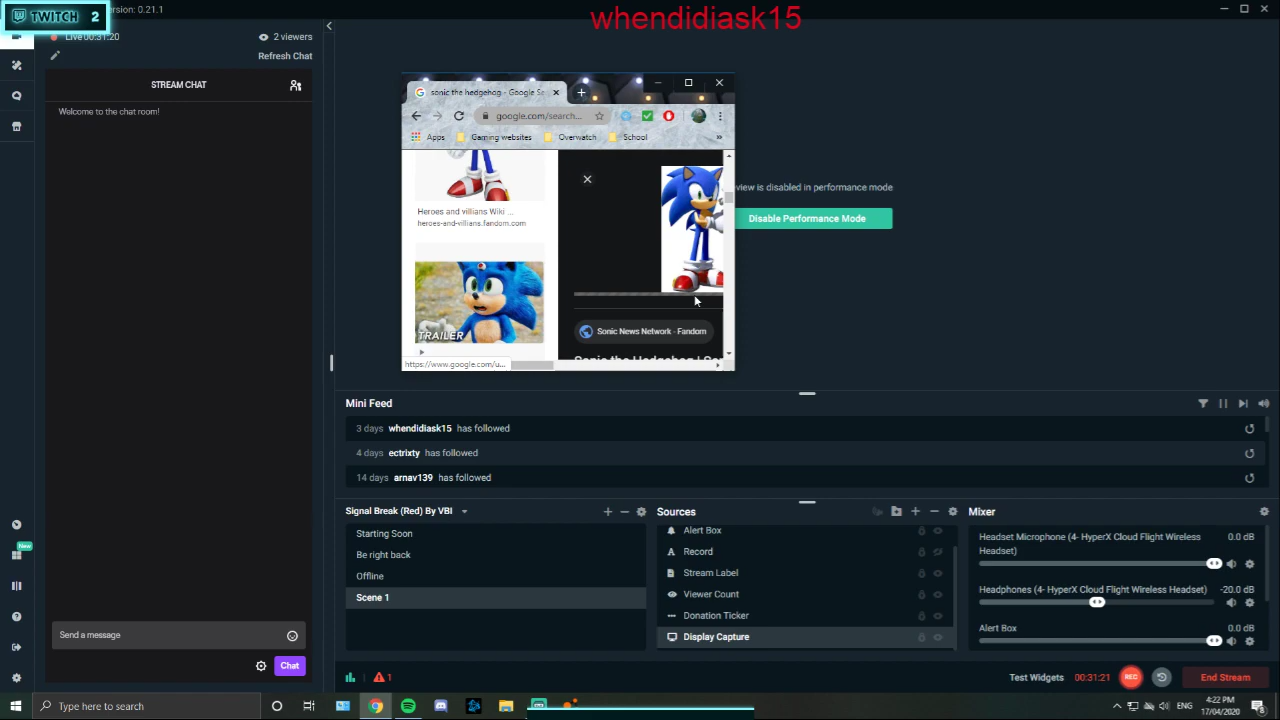 TWITCH 2
Version: 0.21.1
whendidiask15
Live 00:31:20
2 viewers
Refresh Chat
STREAM CHAT
Welcome to the chat room!
sonic the hedgehog - Google Se
google.com/search...
Apps
Gaming websites
Overwatch
School
Heroes and villians Wiki ...
heroes-and-villians.fandom.com
TRAILER
Sonic News Network - Fandom
https://www.google.com/u...
view is disabled in performance mode
Disable Performance Mode
Mini Feed
3 days whendidiask15 has followed
4 days ectrixty has followed
14 days arnav139 has followed
Signal Break (Red) By VBI
Starting Soon
Be right back
Offline
Scene 1
Sources
Alert Box
Record
Stream Label
Viewer Count
Donation Ticker
Display Capture
Mixer
Headset Microphone (4- HyperX Cloud Flight Wireless Headset)
0.0 dB
Headphones (4- HyperX Cloud Flight Wireless Headset)
-20.0 dB
Alert Box
0.0 dB
New
Send a message
Chat
1
Test Widgets
00:31:21
REC
End Stream
Type here to search
ENG
4:22 PM
17/04/2020